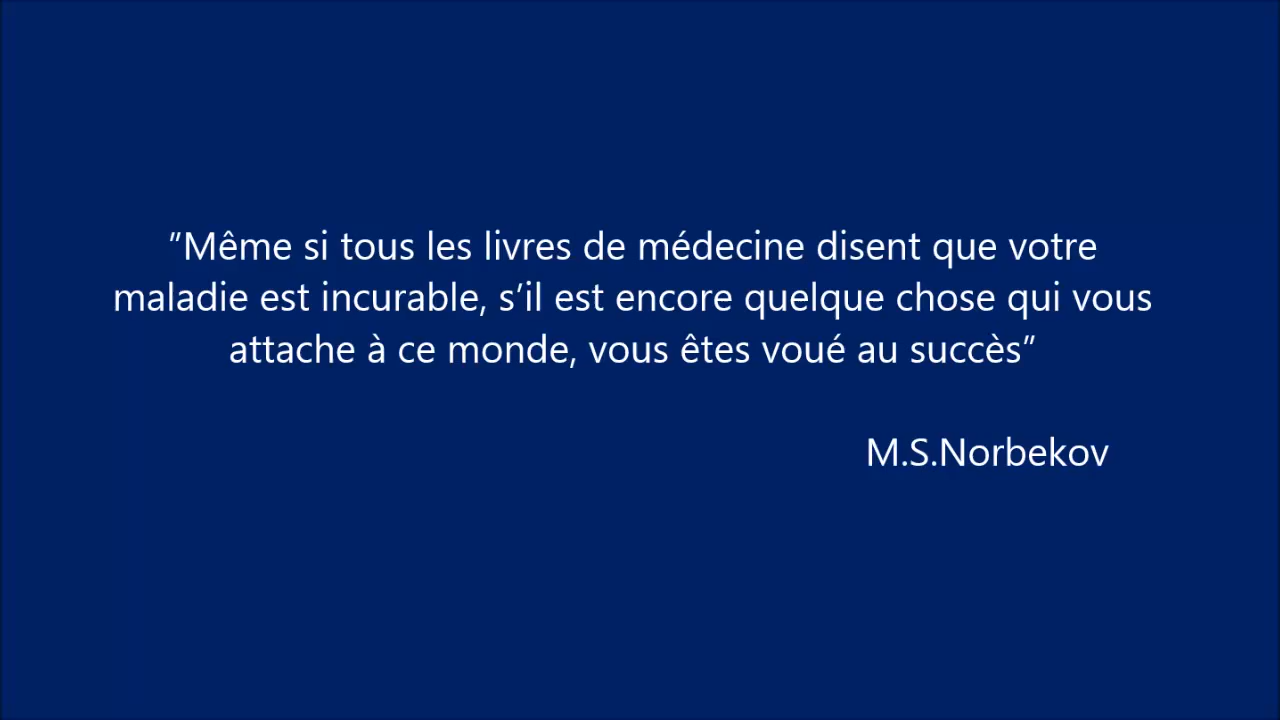 "Même si tous les livres de médecine disent que votre
maladie est incurable, s’il est encore quelque chose qui vous
attache à ce monde, vous êtes voué au succès”
M.S.Norbekov